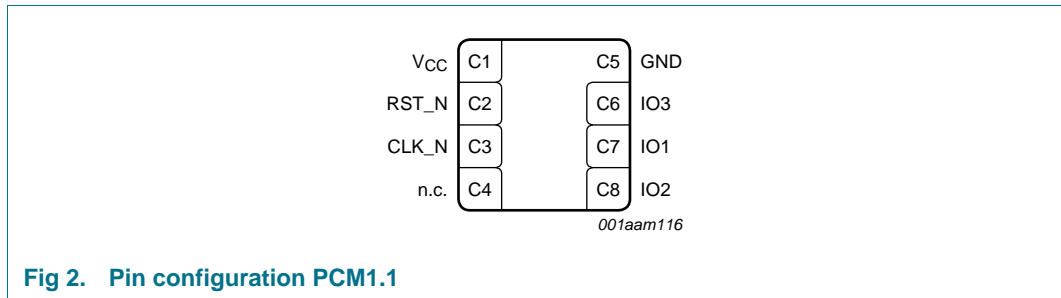 VCC C1 C5 GND
RST_N C2 C6 IO3
CLK_N C3 C7 IO1
n.c. C4 C8 IO2
001aam116
Fig 2. Pin configuration PCM1.1